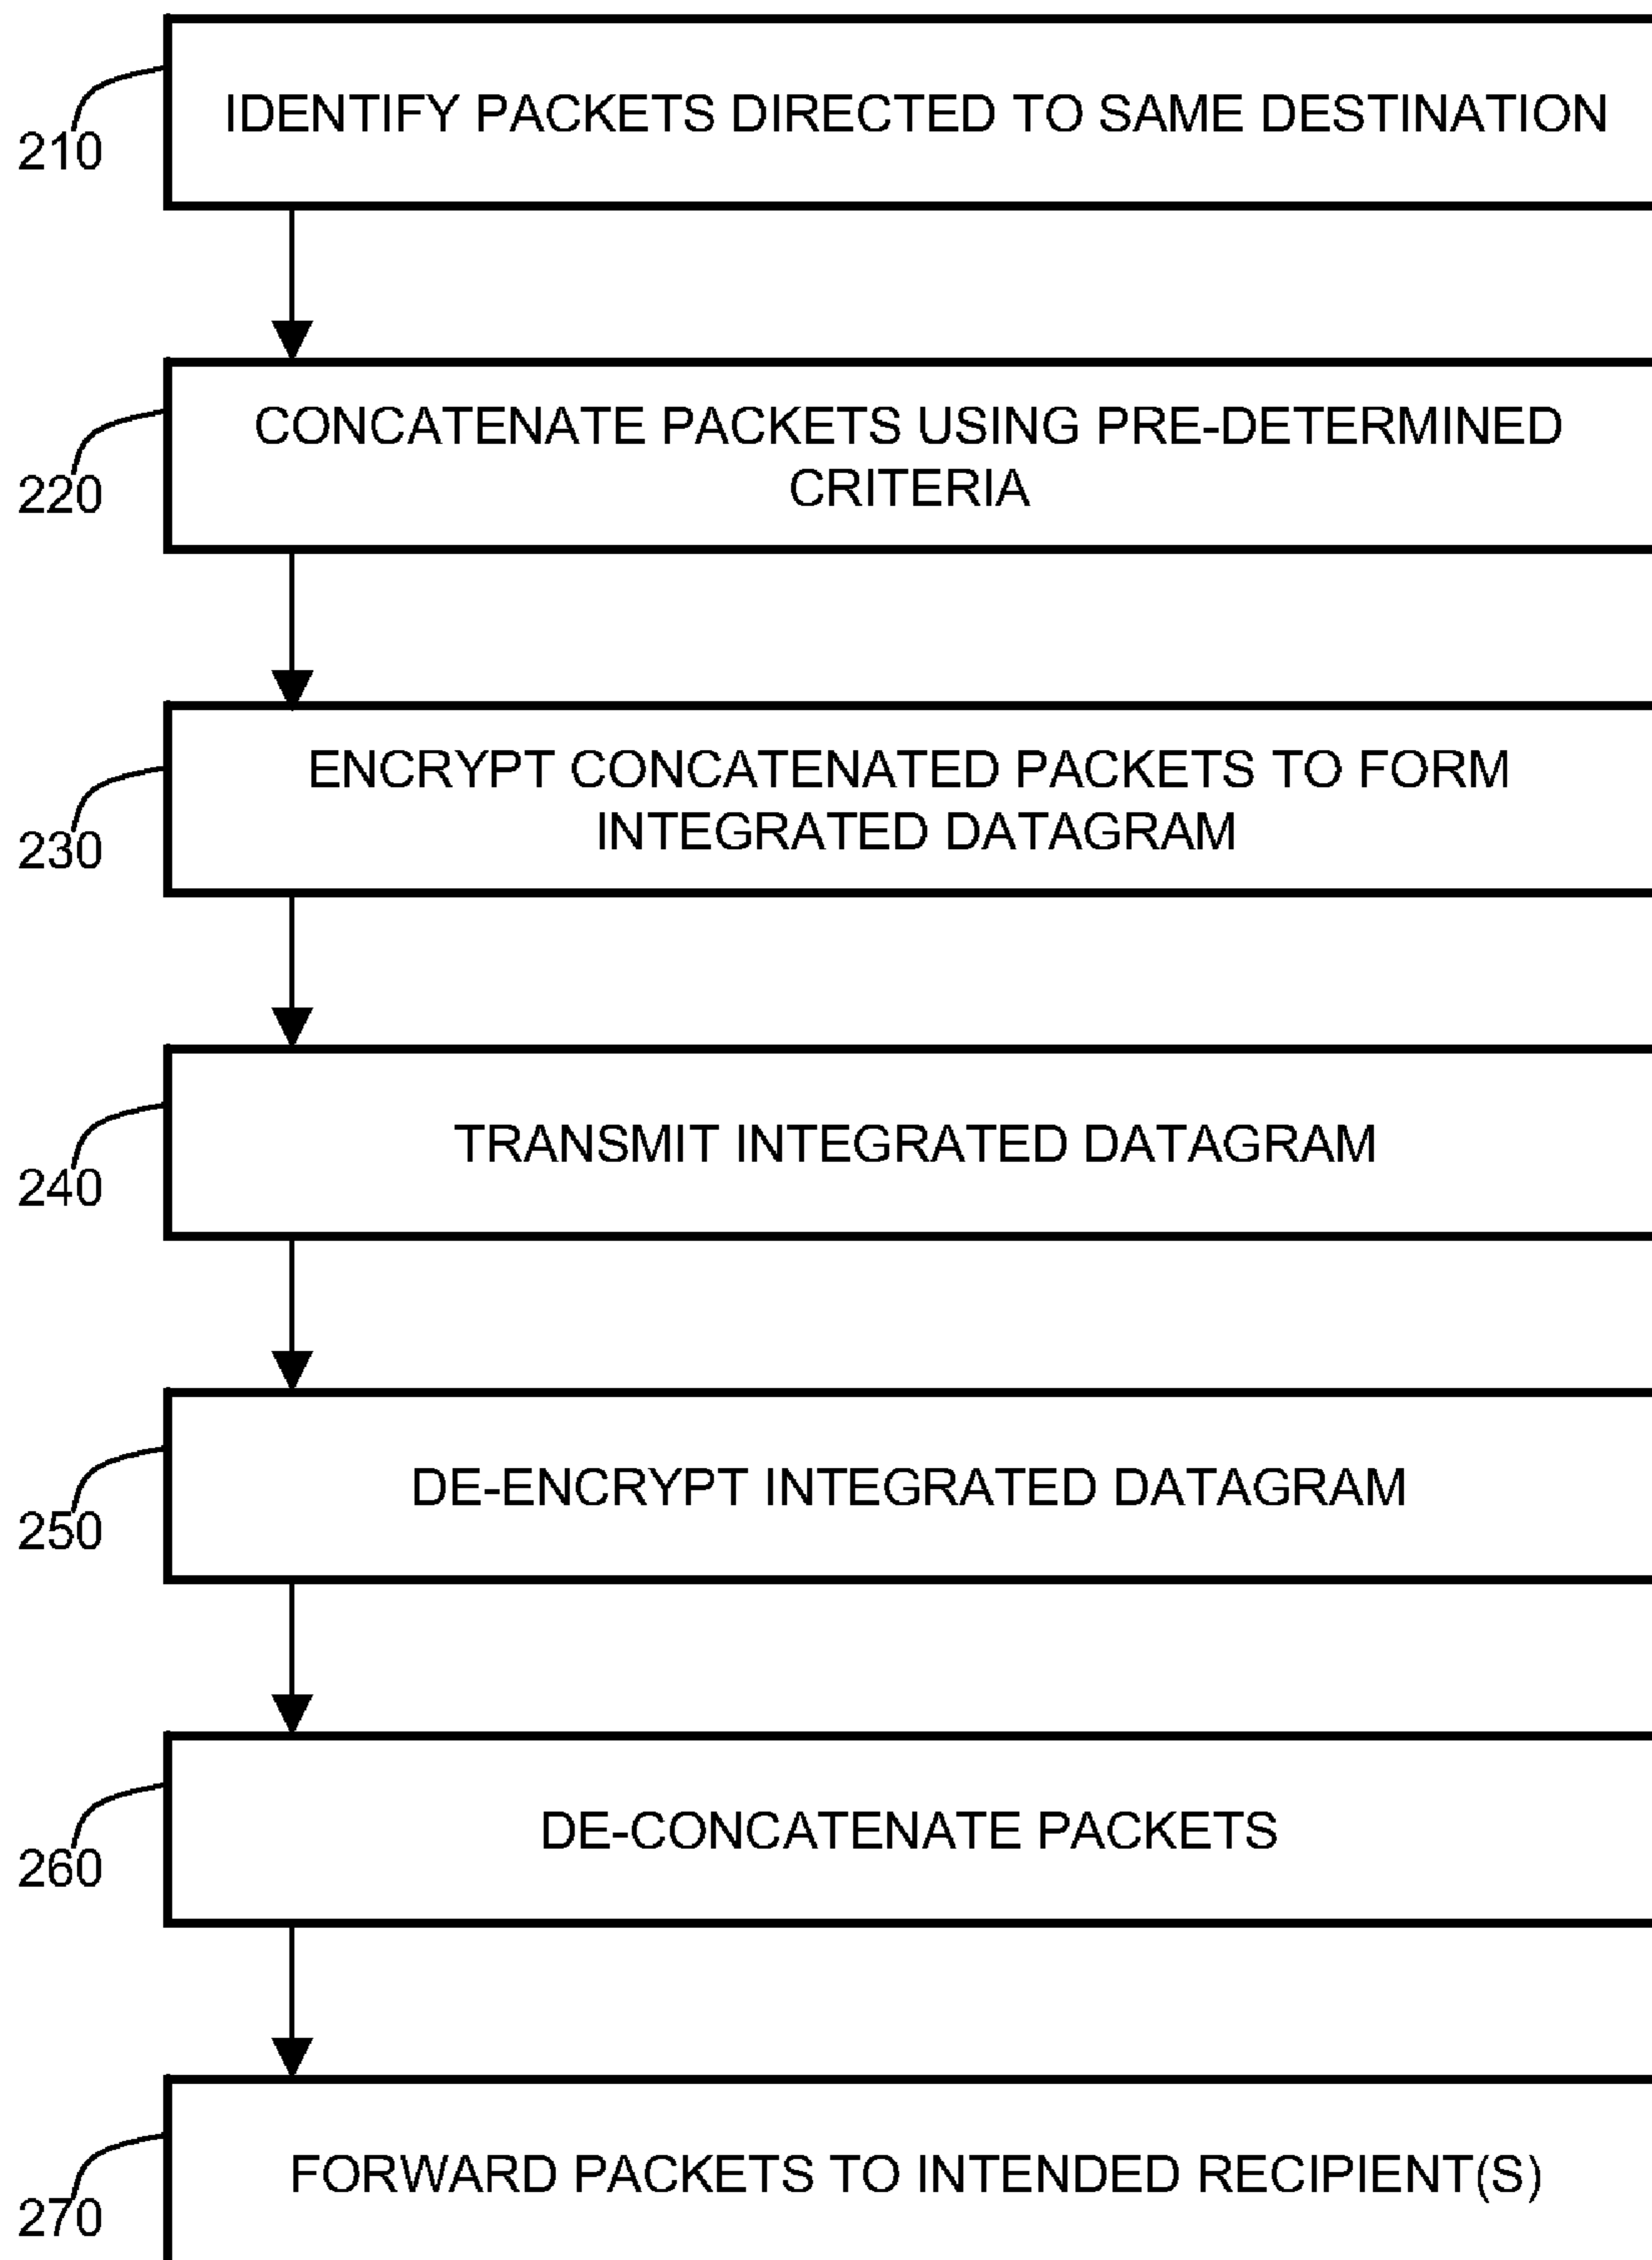 IDENTIFY PACKETS DIRECTED TO SAME DESTINATION
210
CONCATENATE PACKETS USING PRE-DETERMINED
CRITERIA
220
ENCRYPT CONCATENATED PACKETS TO FORM
INTEGRATED DATAGRAM
230
TRANSMIT INTEGRATED DATAGRAM
240
DE-ENCRYPT INTEGRATED DATAGRAM
250
DE-CONCATENATE PACKETS
260
FORWARD PACKETS TO INTENDED RECIPIENT(S)
270